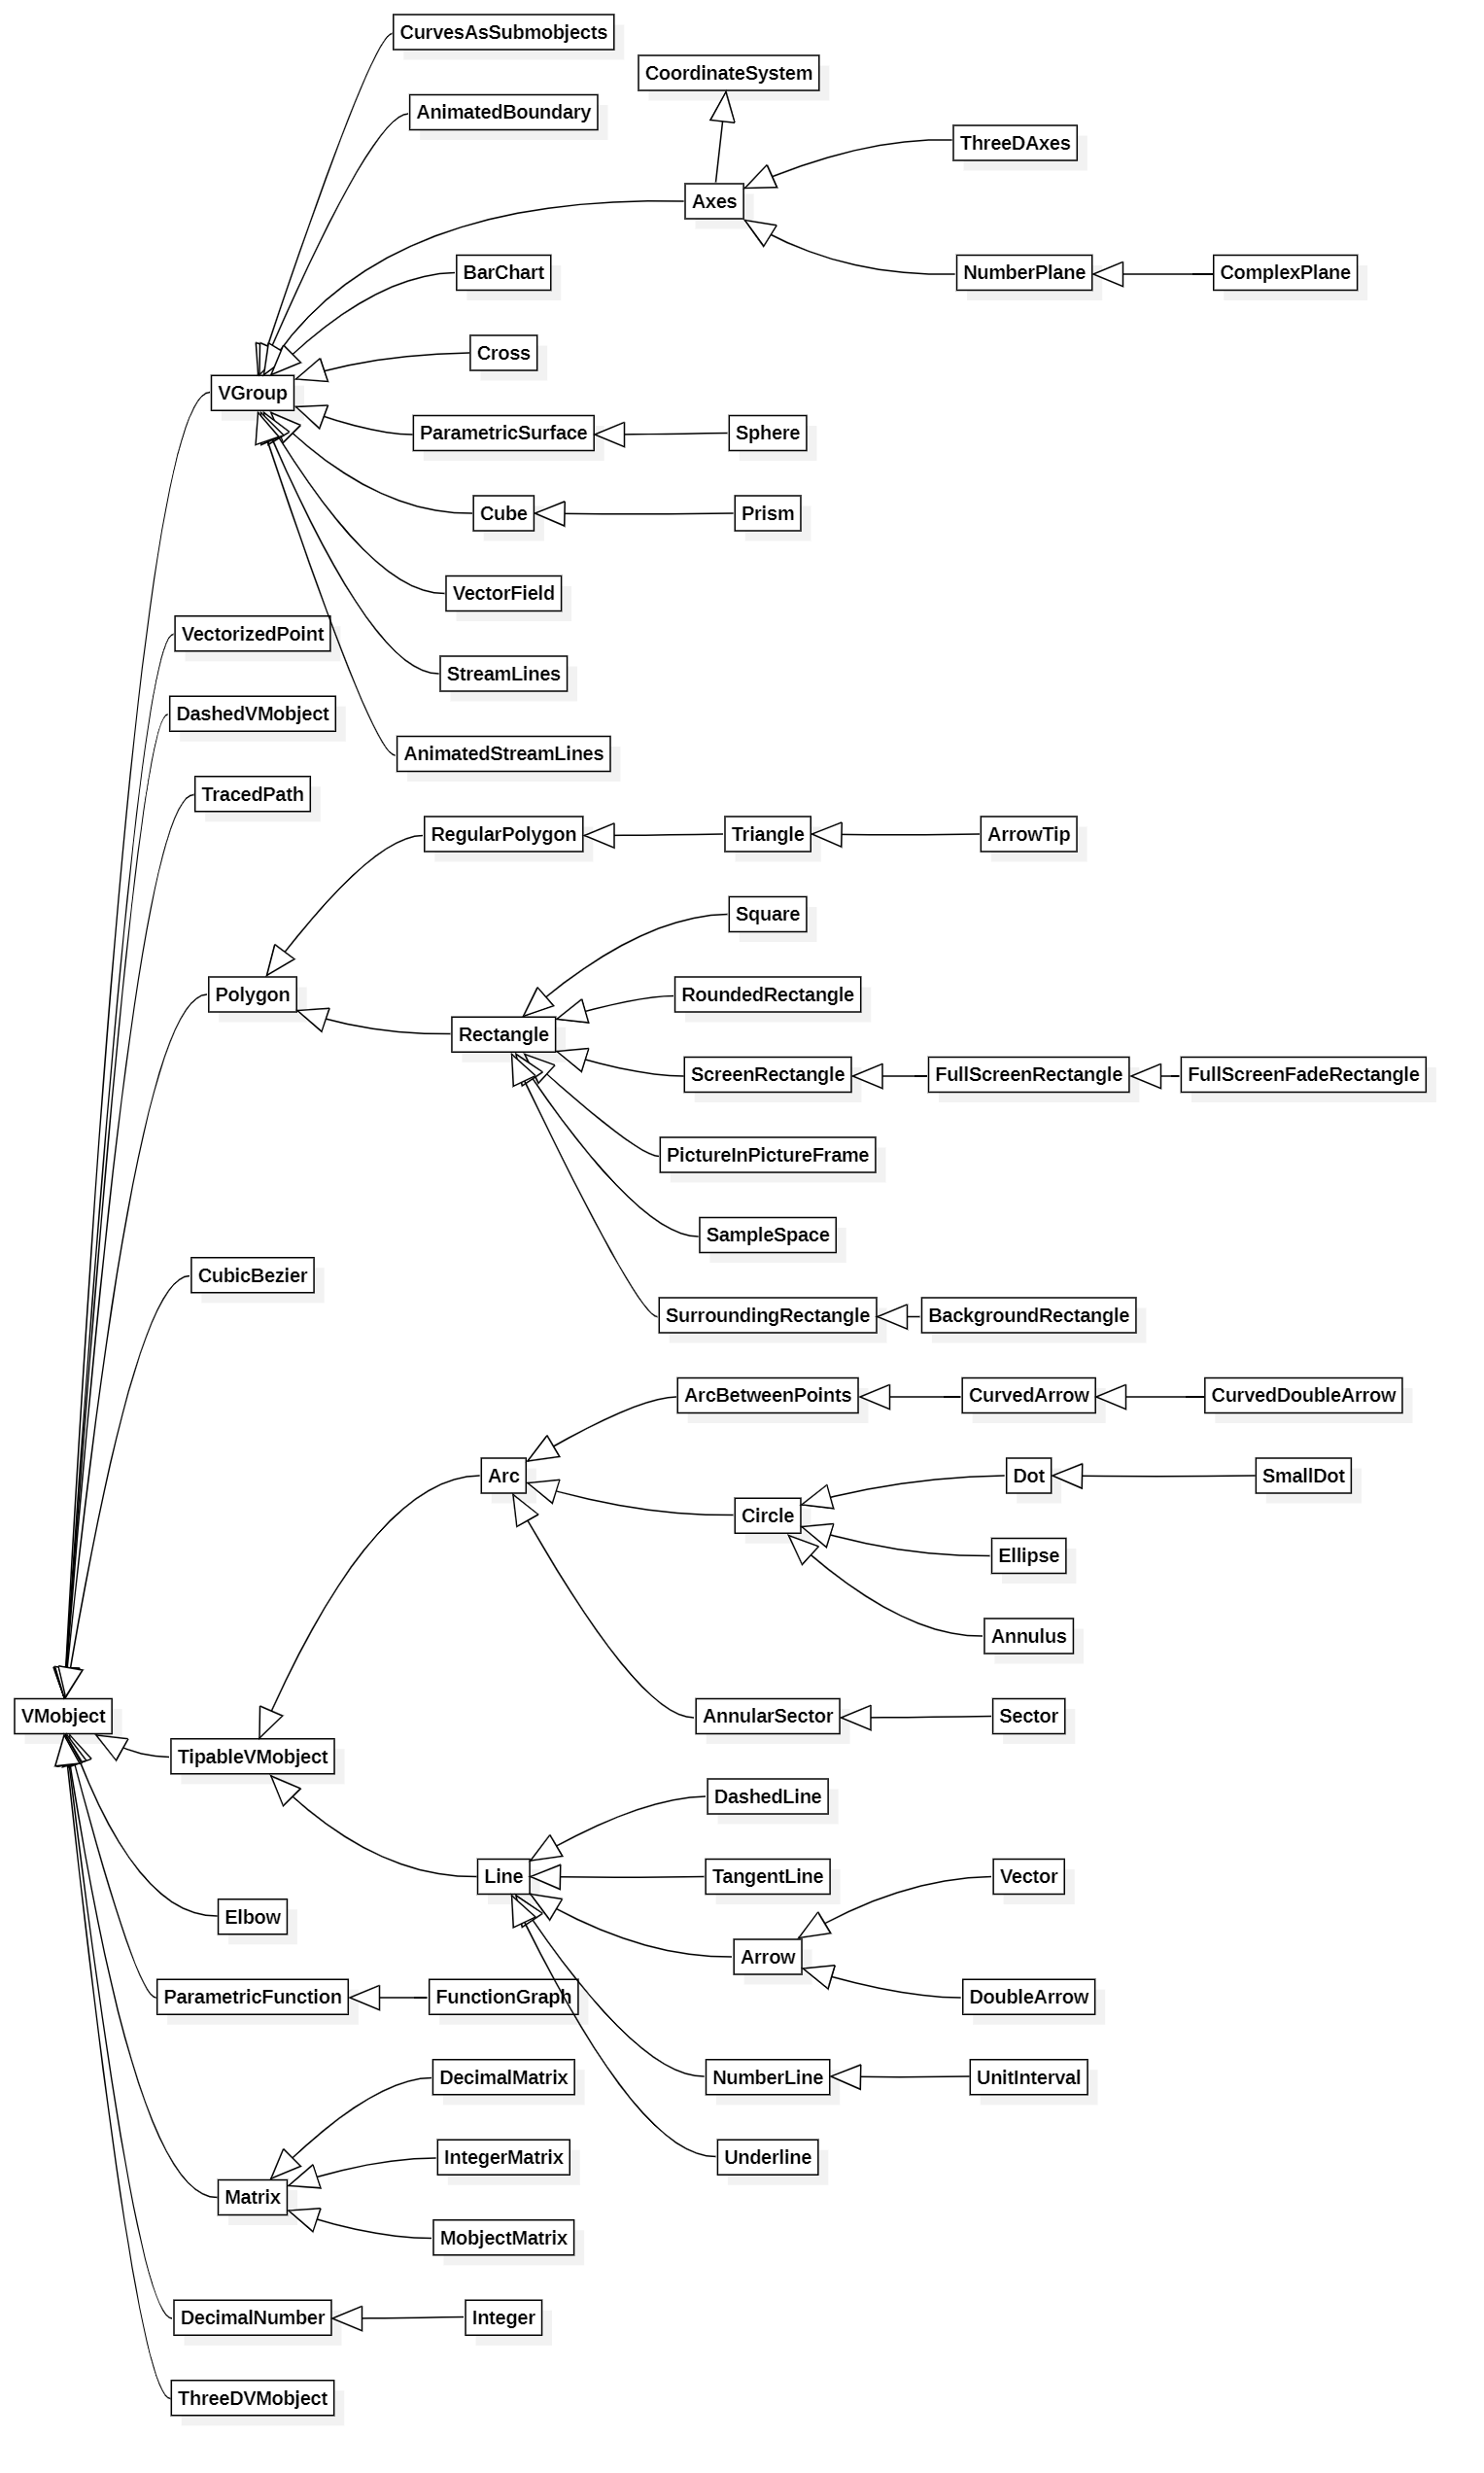 CurvesAsSubmobjects
CoordinateSystem
AnimatedBoundary
ThreeDAxes
Axes
BarChart
NumberPlane
ComplexPlane
Cross
VGroup
ParametricSurface
Sphere
Cube
Prism
VectorField
VectorizedPoint
StreamLines
DashedVMobject
AnimatedStreamLines
TracedPath
RegularPolygon
Triangle
ArrowTip
Square
Polygon
RoundedRectangle
Rectangle
ScreenRectangle
FullScreenRectangle
FullScreenFadeRectangle
PictureInPictureFrame
SampleSpace
CubicBezier
SurroundingRectangle
BackgroundRectangle
ArcBetweenPoints
CurvedArrow
CurvedDoubleArrow
Arc
Dot
SmallDot
Circle
Ellipse
Annulus
VMobject
AnnularSector
Sector
TipableVMobject
DashedLine
Line
TangentLine
Vector
Elbow
Arrow
ParametricFunction
FunctionGraph
DoubleArrow
DecimalMatrix
NumberLine
UnitInterval
IntegerMatrix
Underline
Matrix
MobjectMatrix
DecimalNumber
Integer
ThreeDVMobject